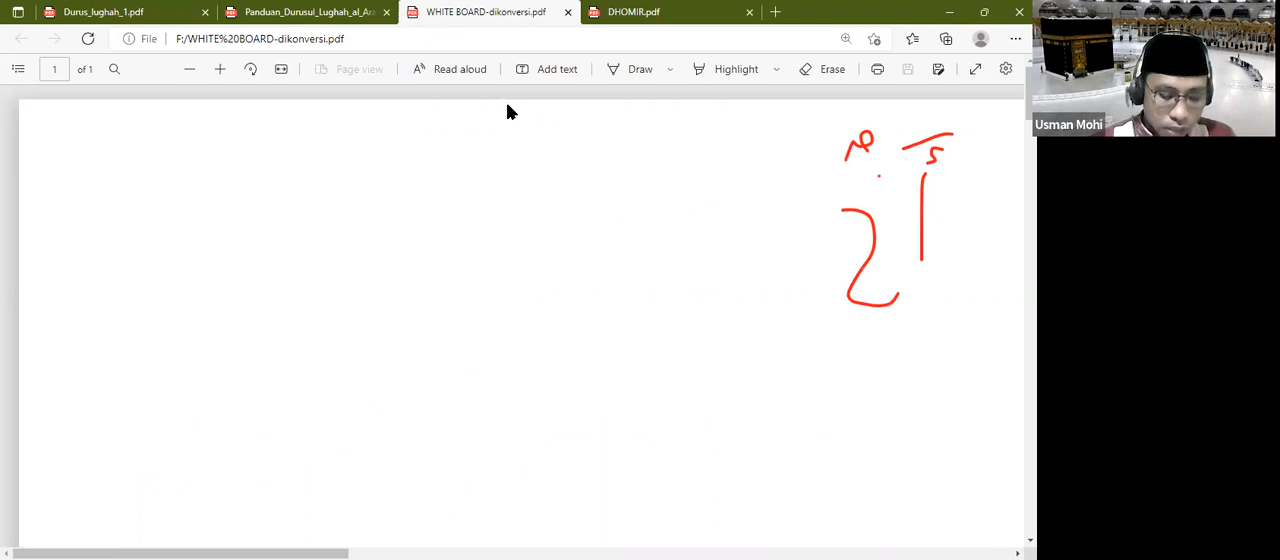 Durus_lughah_1.pdf
Panduan_Durusul_Lughah_al_Ara
WHITE BOARD-dikonversi.pdf
DHOMIR.pdf
File
F:/WHITE%20BOARD-dikonversi.pdf
1 of 1
Page view
Read aloud
Add text
Draw
Highlight
Erase
أَخٌ
Usman Mohi